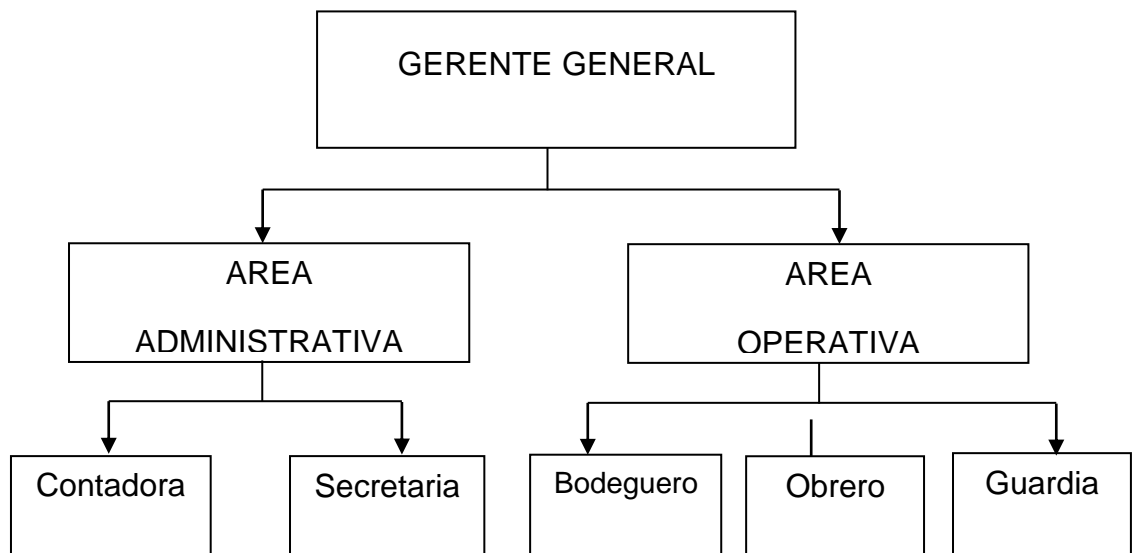 GERENTE GENERAL
AREA
ADMINISTRATIVA
AREA
OPERATIVA
Contadora
Secretaria
Bodeguero
Obrero
Guardia